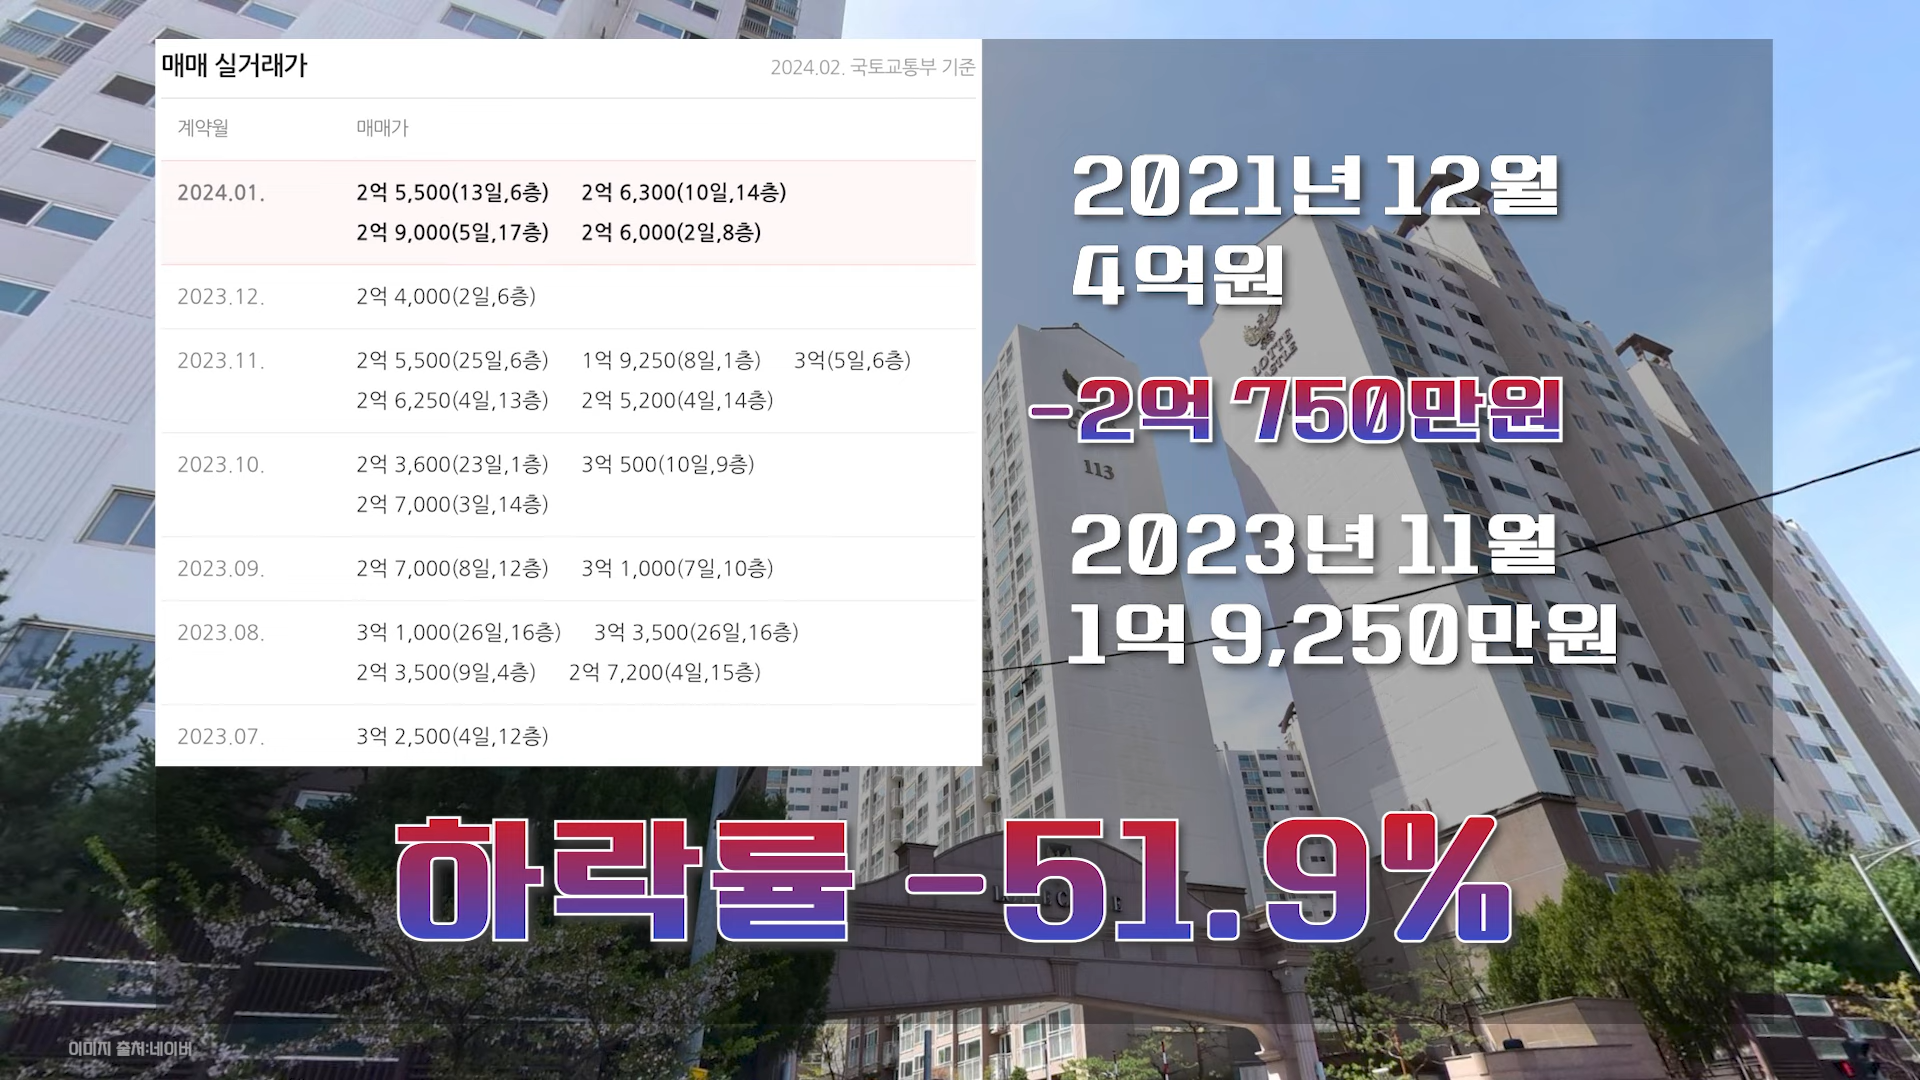 매매 실거래가
2024.02. 국토교통부 기준
계약월 매매가
2024.01. 2억 5,500(13일,6층) 2억 6,300(10일,14층)
2억 9,000(5일,17층) 2억 6,000(2일,8층)
2023.12. 2억 4,000(2일,6층)
2023.11. 2억 5,500(25일,6층) 1억 9,250(8일,1층) 3억(5일,6층)
2억 6,250(4일,13층) 2억 5,200(4일,14층)
2023.10. 2억 3,600(23일,1층) 3억 500(10일,9층)
2억 7,000(3일,14층)
2023.09. 2억 7,000(8일,12층) 3억 1,000(7일,10층)
2023.08. 3억 1,000(26일,16층) 3억 3,500(26일,16층)
2억 3,500(9일,4층) 2억 7,200(4일,15층)
2023.07. 3억 2,500(4일,12층)
2021년 12월
4억원
-2억 750만원
2023년 11월
1억 9,250만원
LOTTE
CASTLE
113
하락률 -51.9%
이미지 출처:네이버